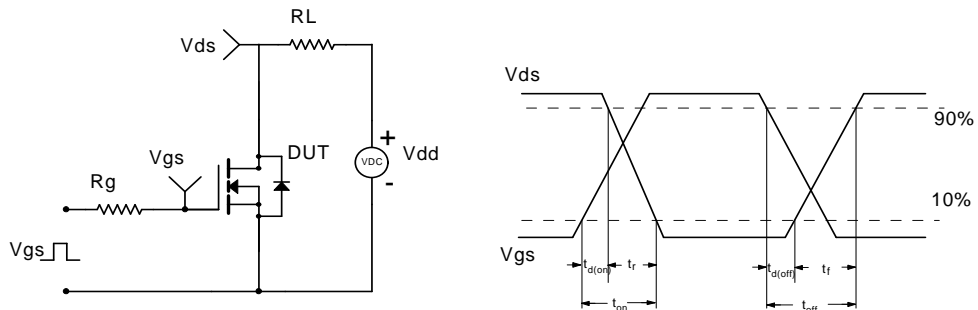 RL
Vds
Vgs
DUT
VDC
+
Vdd
-
Rg
Vgs
Vds
90%
10%
Vgs
td(on)
tr
ton
td(off)
tf
toff